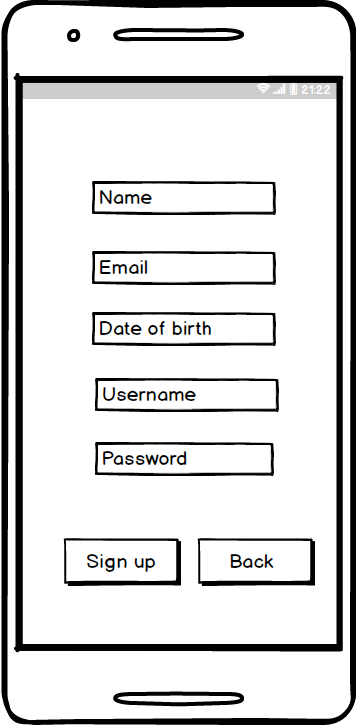 21:22
Name
Email
Date of birth
Username
Password
Sign up
Back